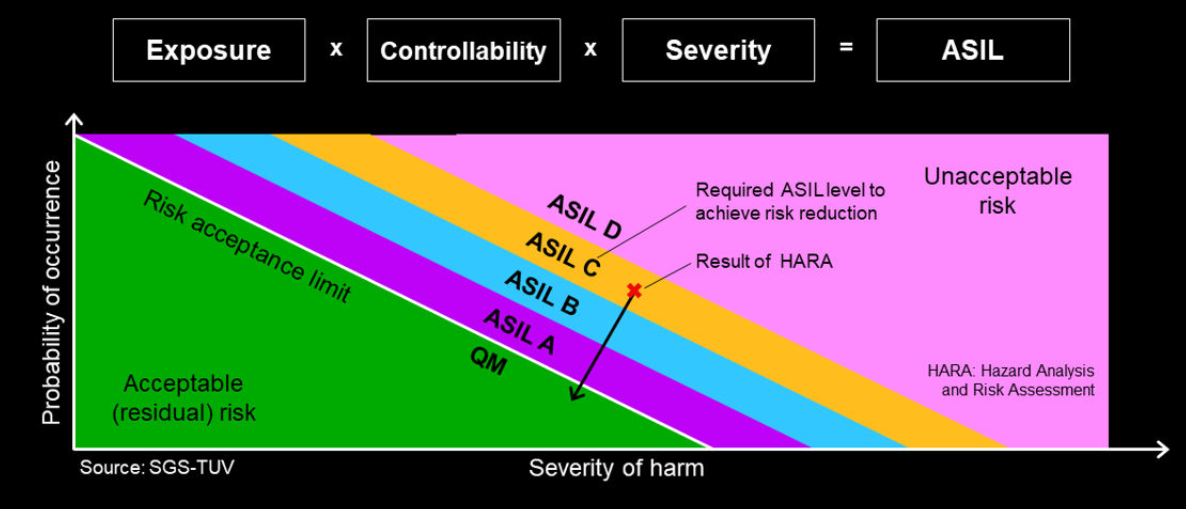 Exposure x Controllability x Severity = ASIL
Probability of occurrence
Risk acceptance limit
Acceptable
(residual) risk
QM
ASIL A
ASIL B
ASIL C
ASIL D
Required ASIL level to
achieve risk reduction
Result of HARA
Unacceptable
risk
HARA: Hazard Analysis
and Risk Assessment
Source: SGS-TUV
Severity of harm